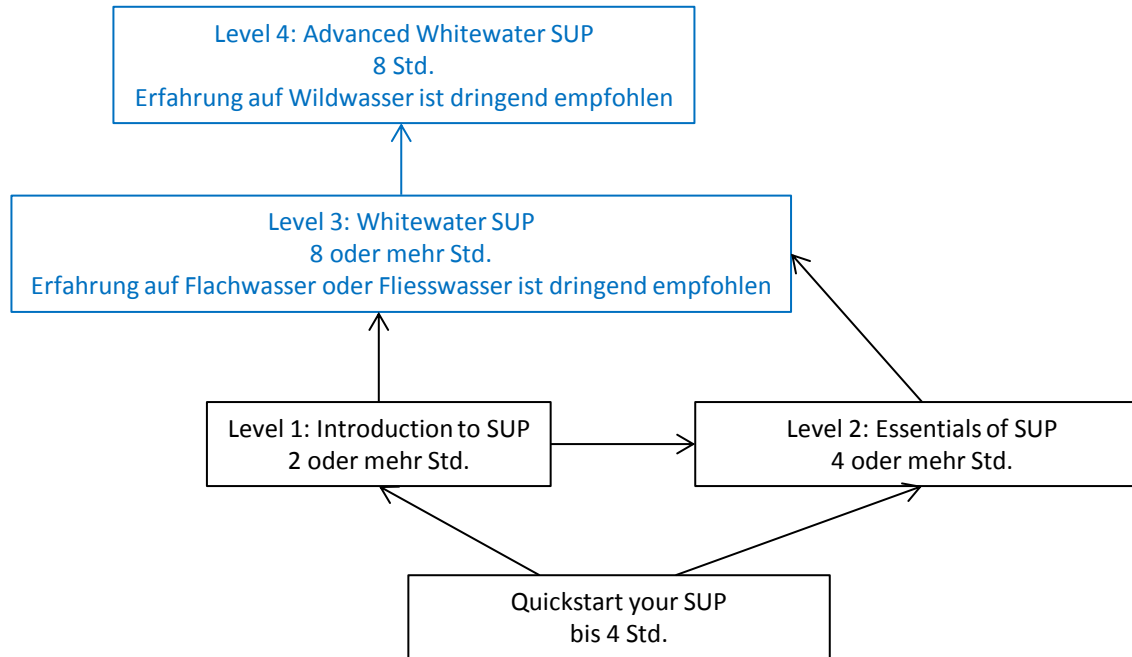 Level 4: Advanced Whitewater SUP
8 Std.
Erfahrung auf Wildwasser ist dringend empfohlen
Level 3: Whitewater SUP
8 oder mehr Std.
Erfahrung auf Flachwasser oder Fliesswasser ist dringend empfohlen
Level 1: Introduction to SUP
2 oder mehr Std.
Level 2: Essentials of SUP
4 oder mehr Std.
Quickstart your SUP
bis 4 Std.